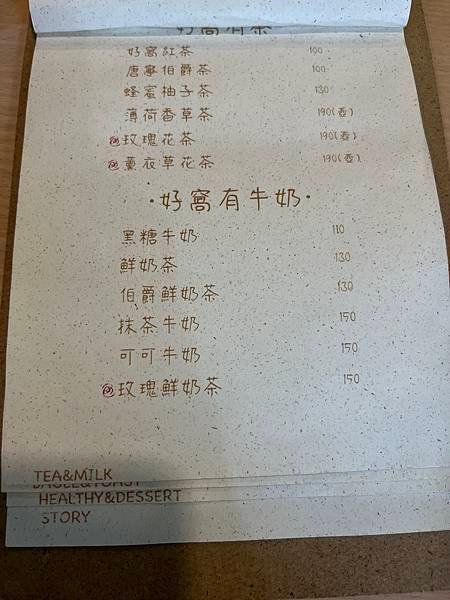 好窩有茶
好窩紅茶 100
唐寧伯爵茶 100
蜂蜜柚子茶 130
薄荷香草茶 190(壺)
玫瑰花茶 190(壺)
薰衣草花茶 190(壺)
·好窩有牛奶·
黑糖牛奶 110
鮮奶茶 130
伯爵鮮奶茶 130
抹茶牛奶 150
可可牛奶 150
玫瑰鮮奶茶 150
TEA&MILK
HEALTHY&DESSERT
STORY